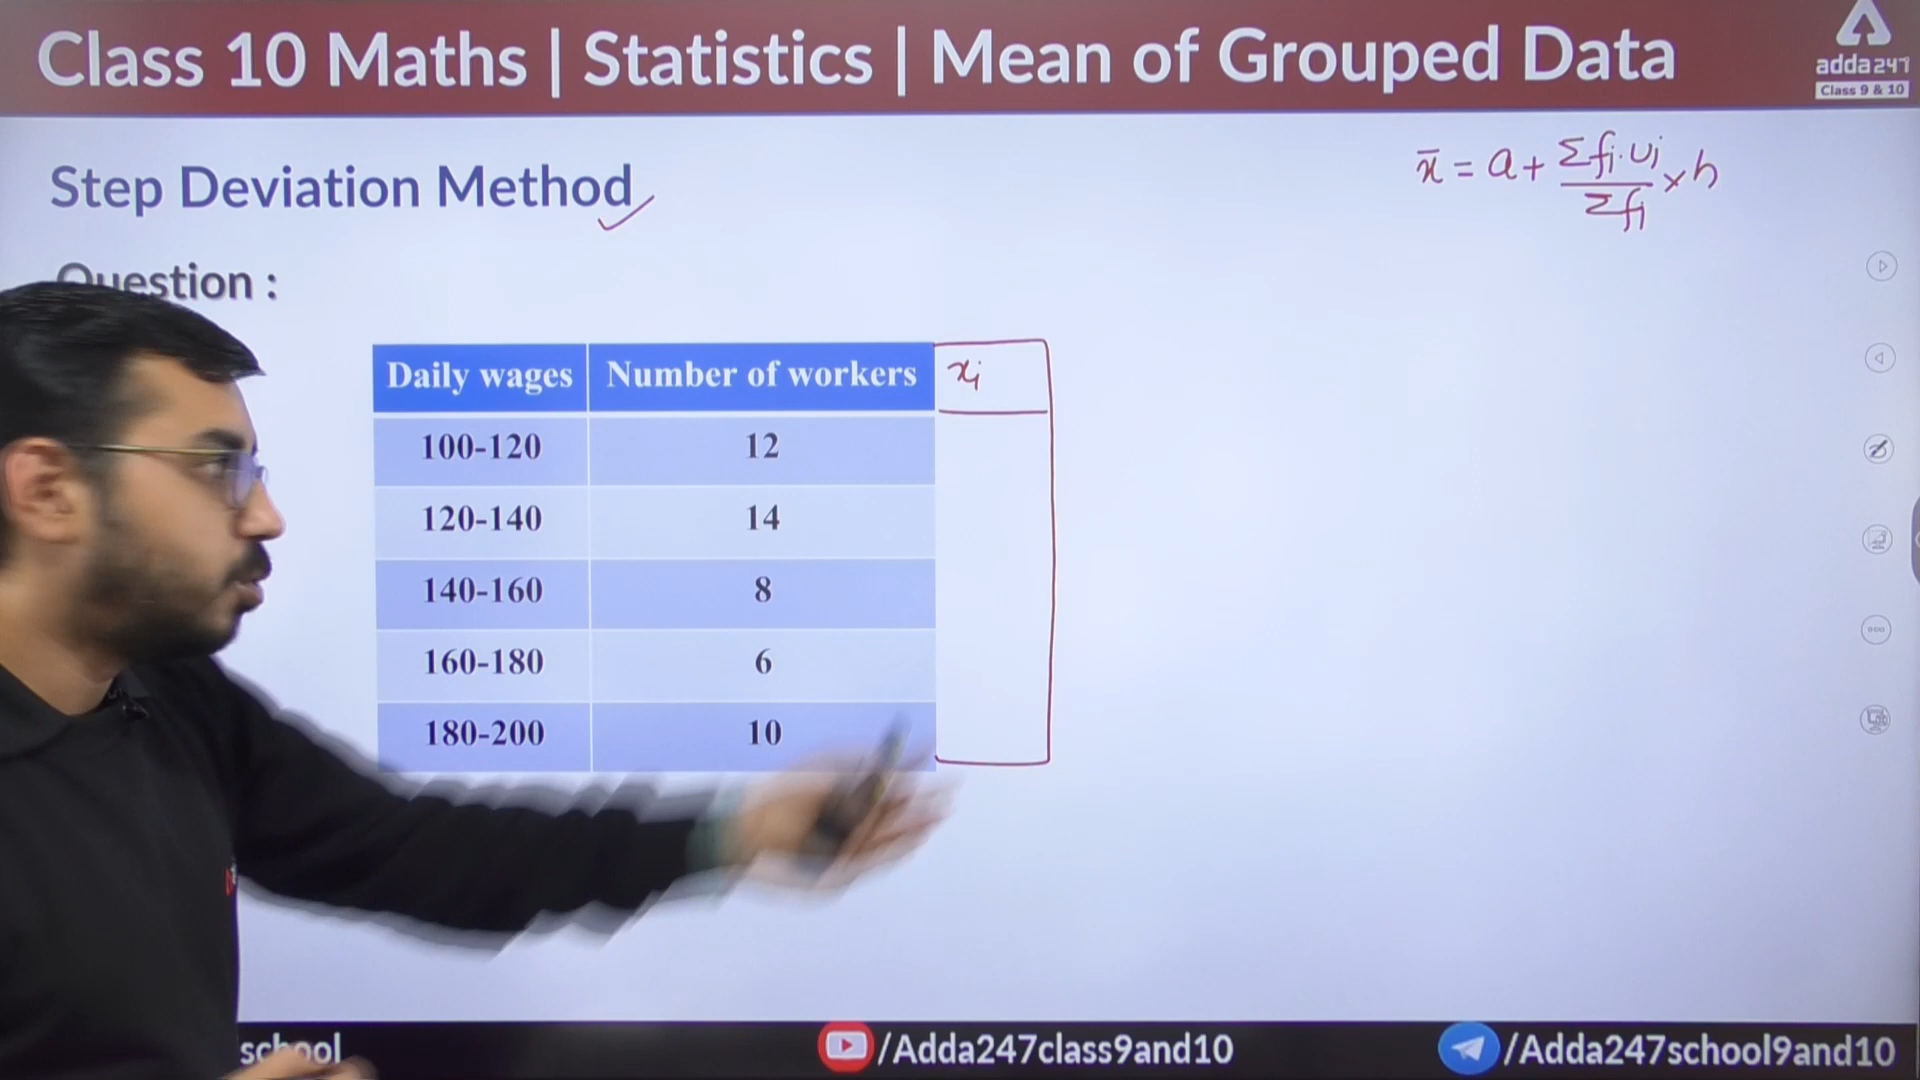 Class 10 Maths | Statistics | Mean of Grouped Data
adda247
Class 9 & 10
Step Deviation Method
x̄ = a + Σfi·ui / Σfi × h
Question :
Daily wages Number of workers xi
100-120 12
120-140 14
140-160 8
160-180 6
180-200 10
school /Adda247class9and10 /Adda247school9and10